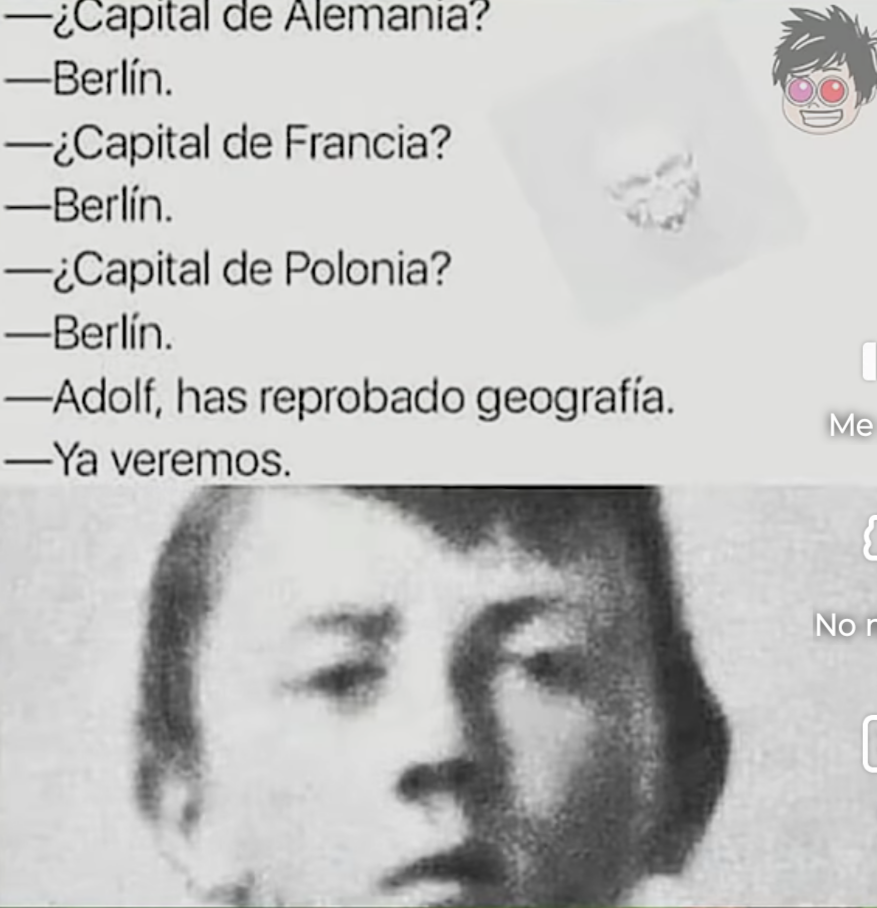 —¿Capital de Alemania?
—Berlín.
—¿Capital de Francia?
—Berlín.
—¿Capital de Polonia?
—Berlín.
—Adolf, has reprobado geografía.
—Ya veremos.
Me
No